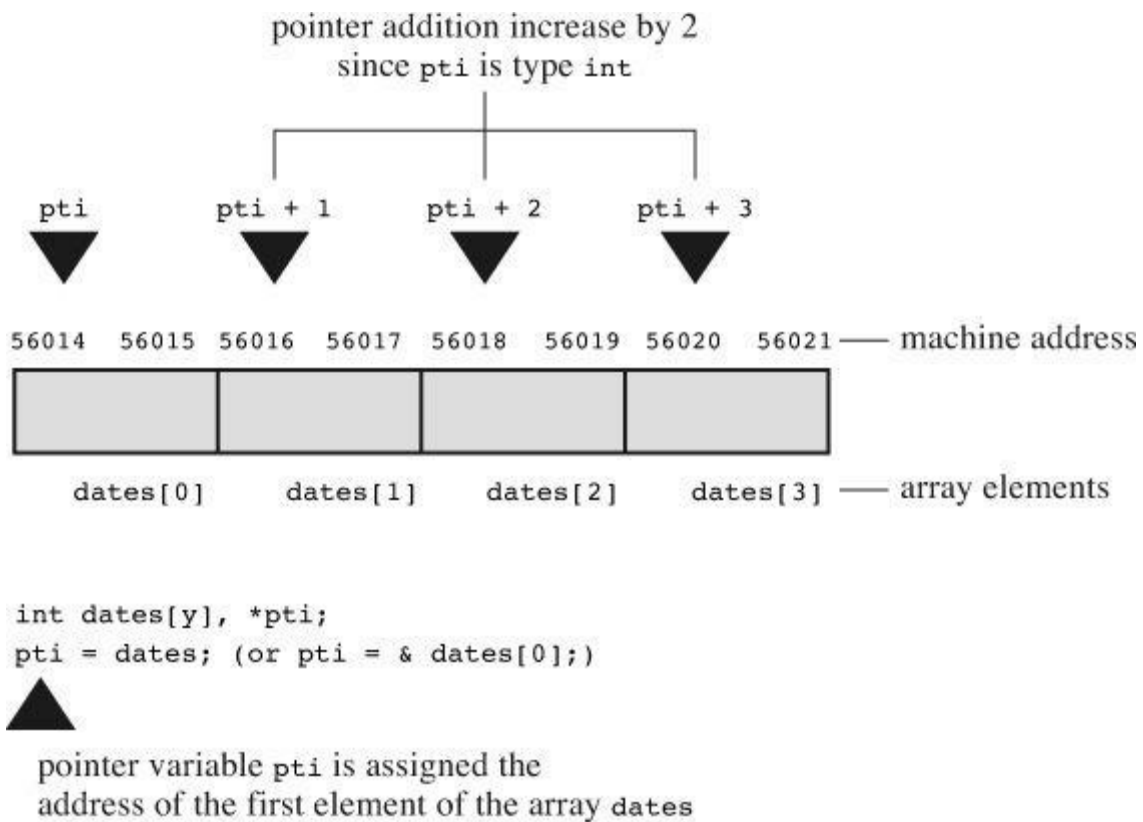 pointer addition increase by 2
since pti is type int
pti pti + 1 pti + 2 pti + 3
56014 56015 56016 56017 56018 56019 56020 56021 machine address
dates[0] dates[1] dates[2] dates[3] array elements
int dates[y], *pti;
pti = dates; (or pti = & dates[0];)
pointer variable pti is assigned the
address of the first element of the array dates